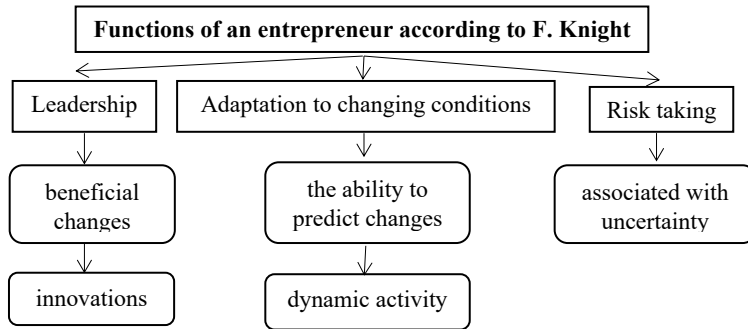 Functions of an entrepreneur according to F. Knight
Leadership
Adaptation to changing conditions
Risk taking
beneficial
changes
the ability to
predict changes
associated with
uncertainty
innovations
dynamic activity